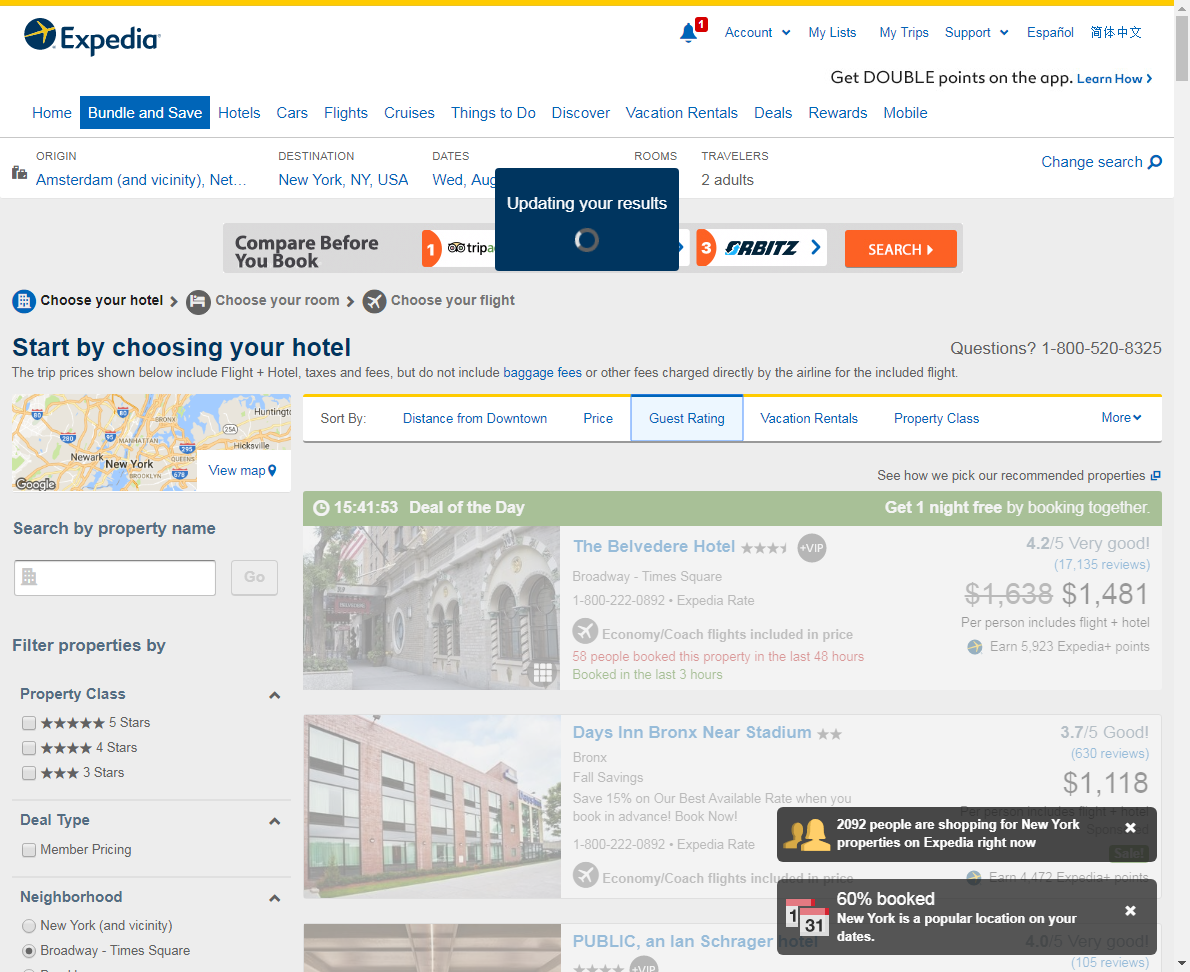 Expedia
1
Account
My Lists
My Trips
Support
Español
简体中文
Get DOUBLE points on the app. Learn How
Home
Bundle and Save
Hotels
Cars
Flights
Cruises
Things to Do
Discover
Vacation Rentals
Deals
Rewards
Mobile
ORIGIN
DESTINATION
DATES
ROOMS
TRAVELERS
Amsterdam (and vicinity), Net...
New York, NY, USA
Wed, Aug
2 adults
Change search
Updating your results
Compare Before
You Book
1
3
ORBITZ
SEARCH
Choose your hotel
Choose your room
Choose your flight
Start by choosing your hotel
Questions? 1-800-520-8325
The trip prices shown below include Flight + Hotel, taxes and fees, but do not include baggage fees or other fees charged directly by the airline for the included flight.
80
280
95
BRONX
MANHATTAN
Newark
New York
QUEENS
BROOKLYN
678
295
25A
Hicksville
Google
View map
Sort By:
Distance from Downtown
Price
Guest Rating
Vacation Rentals
Property Class
More
See how we pick our recommended properties
15:41:53 Deal of the Day
Get 1 night free by booking together.
Search by property name
Go
The Belvedere Hotel
+VIP
4.2/5 Very good!
(17,135 reviews)
Broadway - Times Square
1-800-222-0892 • Expedia Rate
$1,638 $1,481
Per person includes flight + hotel
Economy/Coach flights included in price
Earn 5,923 Expedia+ points
58 people booked this property in the last 48 hours
Booked in the last 3 hours
Filter properties by
Property Class
5 Stars
4 Stars
3 Stars
Deal Type
Member Pricing
Neighborhood
New York (and vicinity)
Broadway - Times Square
Days Inn Bronx Near Stadium
3.7/5 Good!
(630 reviews)
Bronx
Fall Savings
$1,118
Save 15% on Our Best Available Rate when you
book in advance! Book Now!
Per person includes flight + hotel
1-800-222-0892 • Expedia Rate
Sale!
Economy/Coach flights included in price
Earn 4,472 Expedia+ points
2092 people are shopping for New York
properties on Expedia right now
60% booked
1
31
New York is a popular location on your
dates.
PUBLIC, an Ian Schrager hotel
+VIP
4.0/5 Very good!
(105 reviews)